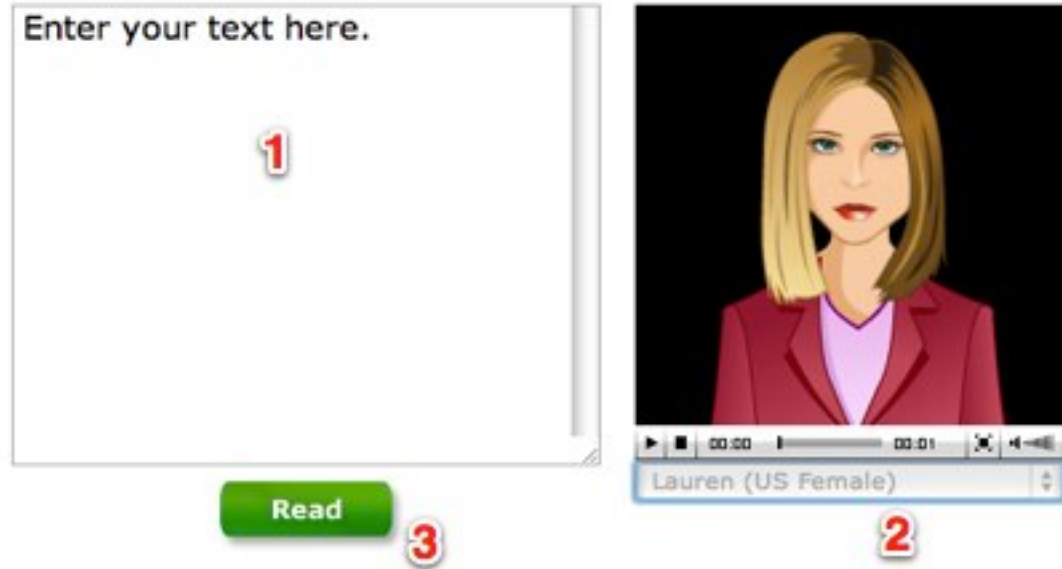 Enter your text here.
1
00:00 00:01
Lauren (US Female)
Read
3
2